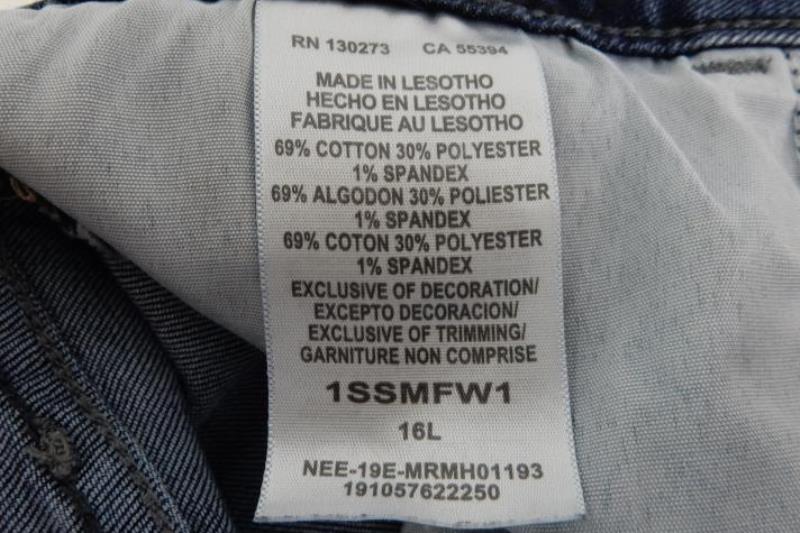 RN 130273 CA 55394
MADE IN LESOTHO
HECHO EN LESOTHO
FABRIQUE AU LESOTHO
69% COTTON 30% POLYESTER
1% SPANDEX
69% ALGODON 30% POLIESTER
1% SPANDEX
69% COTON 30% POLYESTER
1% SPANDEX
EXCLUSIVE OF DECORATION/
EXCEPTO DECORACION/
EXCLUSIVE OF TRIMMING/
GARNITURE NON COMPRISE
1SSMFW1
16L
NEE-19E-MRMH01193
191057622250